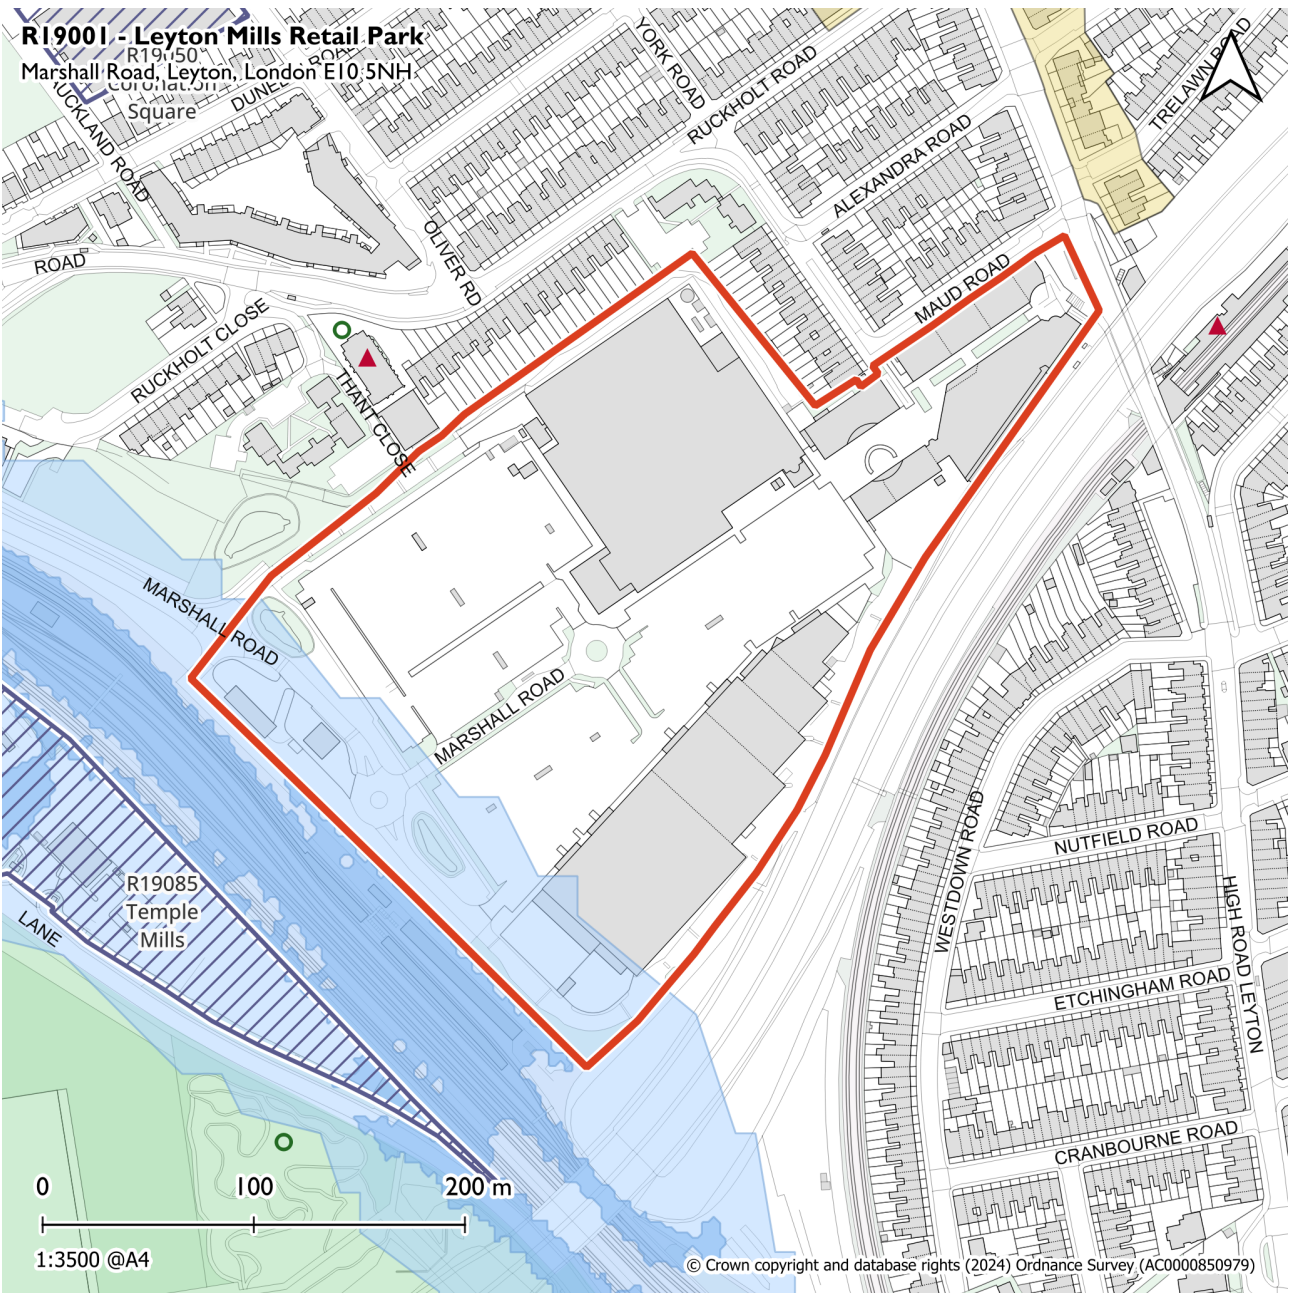 R19001 - Leyton Mills Retail Park
Marshall Road, Leyton, London E10 5NH
R19050
Coronation
Square
YORK ROAD
RUCKHOLT ROAD
TRELAWN ROAD
ALEXANDRA ROAD
OLIVER RD
ROAD
MAUD ROAD
RUCKHOLT CLOSE
THANT CLOSE
MARSHALL ROAD
MARSHALL ROAD
WESTDOWN ROAD
NUTFIELD ROAD
HIGH ROAD LEYTON
R19085
Temple
Mills
LANE
ETCHINGHAM ROAD
CRANBOURNE ROAD
0 100 200 m
1:3500 @A4
© Crown copyright and database rights (2024) Ordnance Survey (AC0000850979)